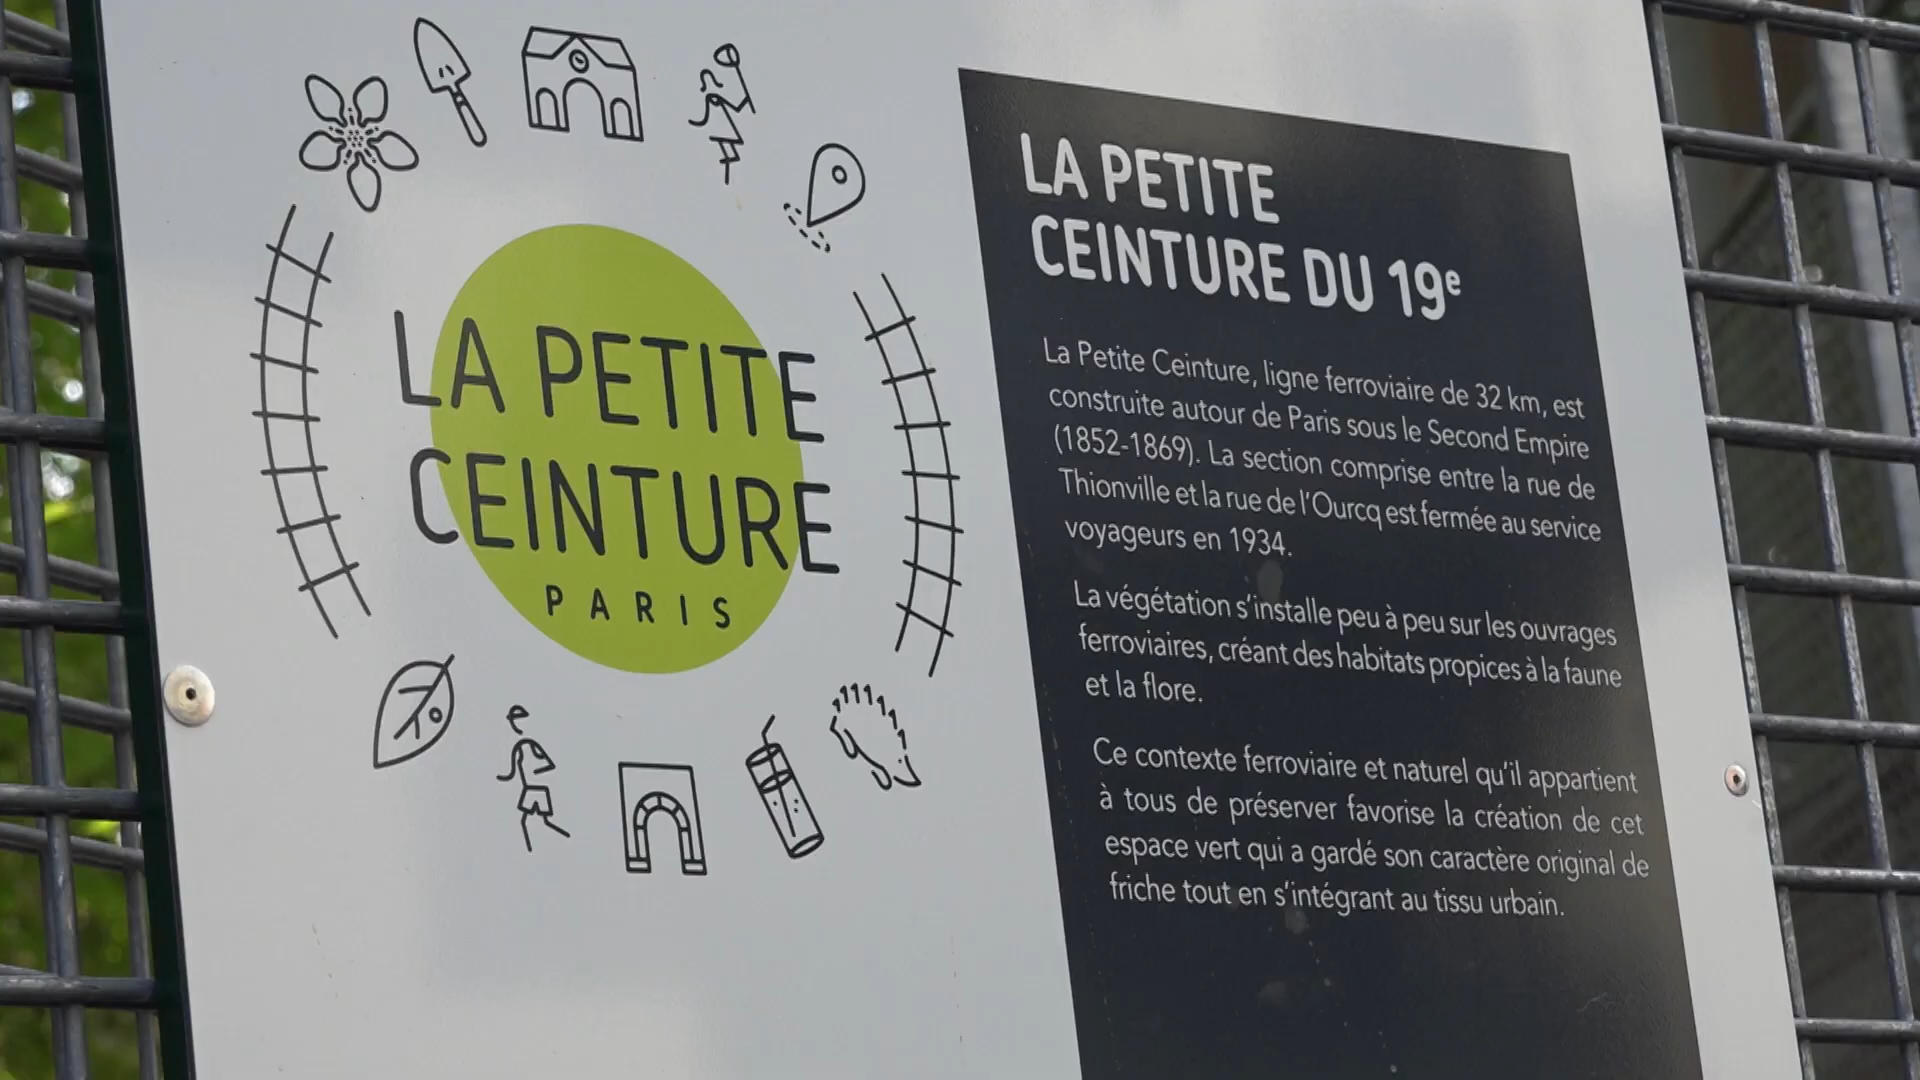 LA PETITE
CEINTURE
PARIS
LA PETITE
CEINTURE DU 19e
La Petite Ceinture, ligne ferroviaire de 32 km, est
construite autour de Paris sous le Second Empire
(1852-1869). La section comprise entre la rue de
Thionville et la rue de l'Ourcq est fermée au service
voyageurs en 1934.
La végétation s'installe peu à peu sur les ouvrages
ferroviaires, créant des habitats propices à la faune
et la flore.
Ce contexte ferroviaire et naturel qu'il appartient
à tous de préserver favorise la création de cet
espace vert qui a gardé son caractère original de
friche tout en s'intégrant au tissu urbain.